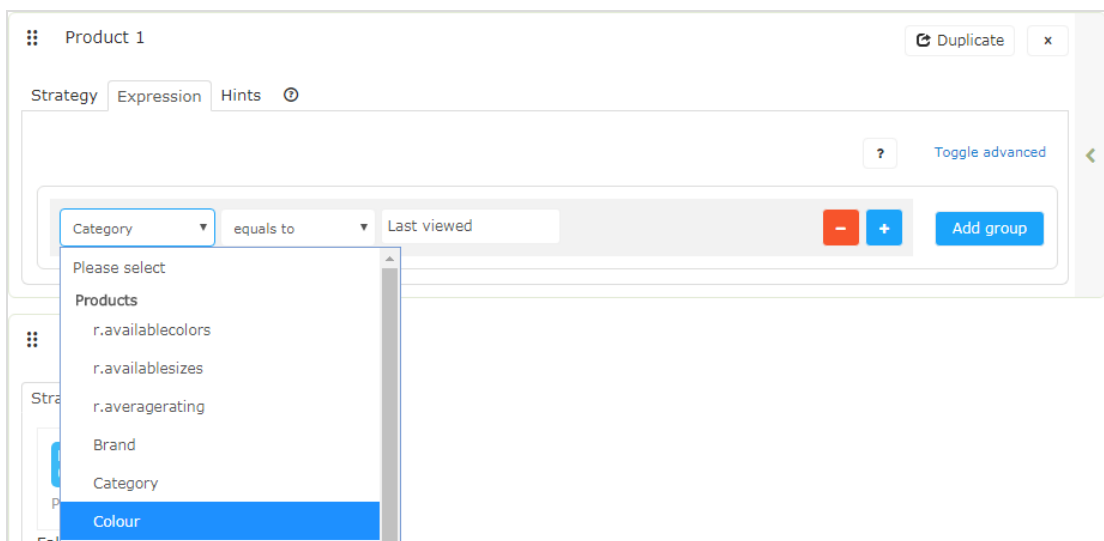 Product 1
Duplicate x
Strategy Expression Hints ?
? Toggle advanced
Category equals to Last viewed - + Add group
Please select
Products
r.availablecolors
r.availablesizes
Stra
r.averagerating
Brand
Category
Colour